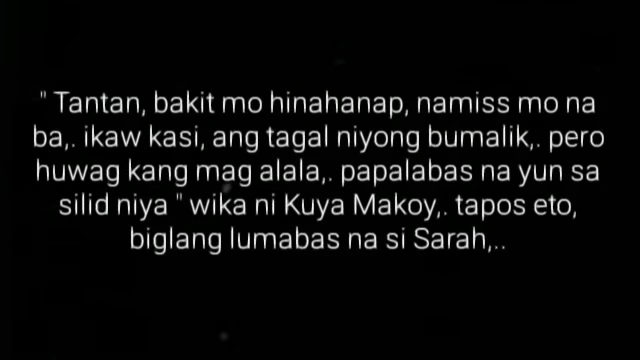 " Tantan, bakit mo hinahanap, namiss mo na
ba,. ikaw kasi, ang tagal niyong bumalik,. pero
huwag kang mag alala,. papalabas na yun sa
silid niya " wika ni Kuya Makoy,. tapos eto,
biglang lumabas na si Sarah,..